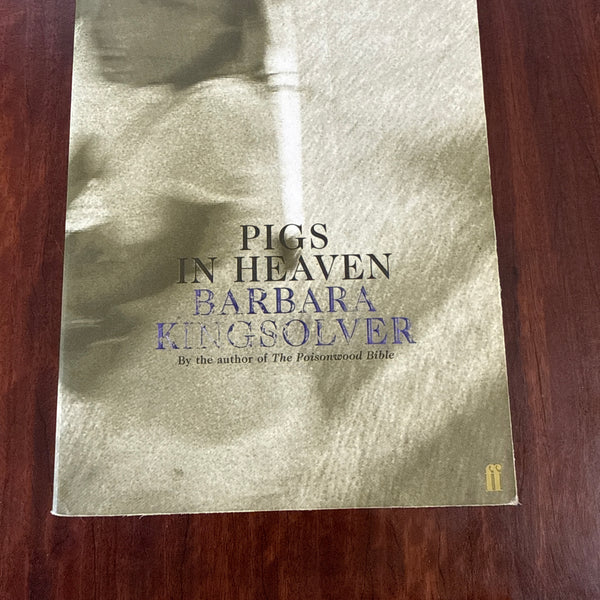 PIGS
IN HEAVEN
BARBARA
KINGSOLVER
By the author of The Poisonwood Bible
ff